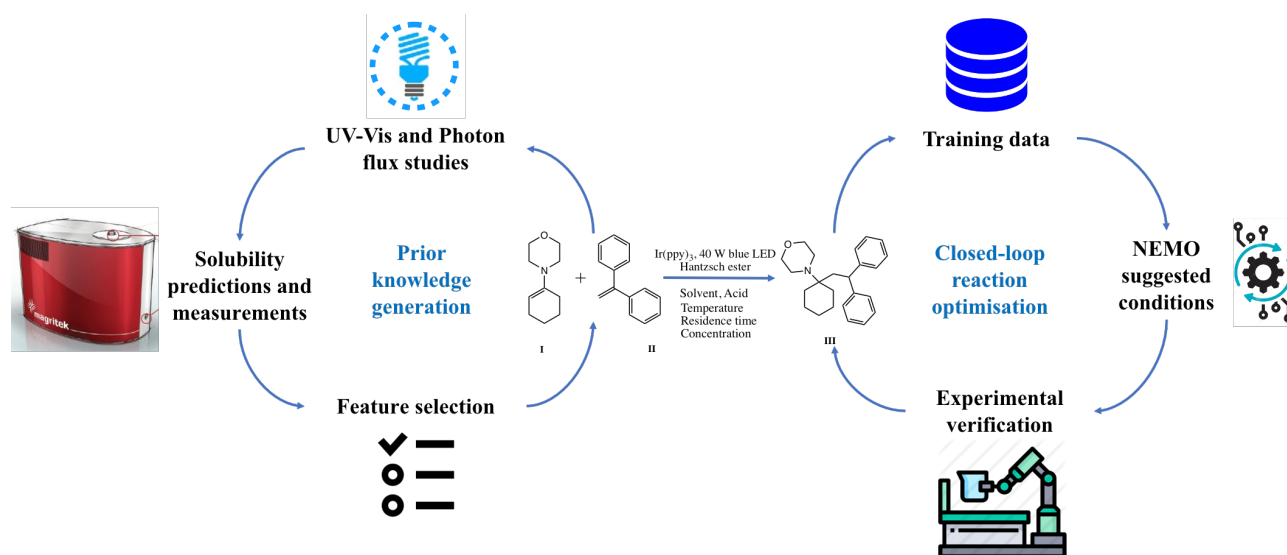 UV-Vis and Photon
flux studies
Training data
magritek
Solubility
predictions and
measurements
Prior
knowledge
generation
O
N
+
I
II
Ir(ppy)3, 40 W blue LED
Hantzsch ester
Solvent, Acid
Temperature
Residence time
Concentration
O
N
III
Closed-loop
reaction
optimisation
NEMO
suggested
conditions
Feature selection
Experimental
verification